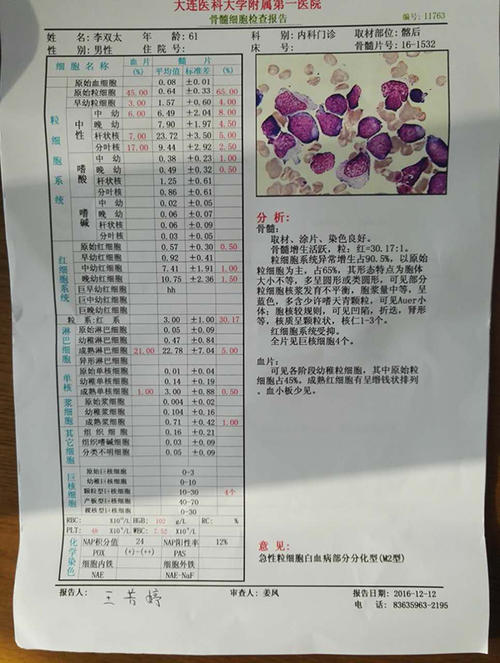 大连医科大学附属第一医院
骨髓细胞检查报告
编号: 11763
姓 名: 李双太 年 龄: 61 科 别: 内科门诊 取材部位: 髂后
性 别: 男性 住 院 号: 床 号: 骨髓片号: 16-1532
细 胞 名 称 血 片 髓 片
(%) 平均值 标准差 (%)
粒细胞系统
原始血细胞 0.08 ±0.01
原始粒细胞 45.00 0.64 ±0.33 65.00
早幼粒细胞 3.00 1.57 ±0.60 4.00
中性
中 幼 6.00 6.49 ±2.04 8.00
晚 幼 7.90 ±1.97 4.50
杆状核 7.00 23.72 ±3.50 5.00
分叶核 17.00 9.44 ±2.92 2.50
嗜酸
中 幼 0.38 ±0.23 1.00
晚 幼 0.49 ±0.32 0.50
杆状核 1.25 ±0.61
分叶核 0.86 ±0.61
嗜碱
中 幼 0.02 ±0.05
晚 幼 0.06 ±0.07
杆状核 0.06 ±0.09
分叶核 0.03 ±0.05
红细胞系统
原始红细胞 0.57 ±0.30 0.50
早幼红细胞 0.92 ±0.41
中幼红细胞 7.41 ±1.91 1.00
晚幼红细胞 10.75 ±2.36 1.50
巨早幼红细胞 hh
巨中幼红细胞
巨晚幼红细胞
粒 系:红 系 3.00 ±1.00 30.17
淋巴细胞
原始淋巴细胞 0.05 ±0.09
幼稚淋巴细胞 0.47 ±0.84
成熟淋巴细胞 21.00 22.78 ±7.04 5.00
异形淋巴细胞
单核
原始单核细胞 0.01 ±0.04
幼稚单核细胞 0.14 ±0.19
成熟单核细胞 1.00 3.00 ±0.88 0.50
浆细胞
原始浆细胞 0.004 ±0.02
幼稚浆细胞 0.104 ±0.16
成熟浆细胞 0.71 ±0.42 1.00
其它细胞
组 织 细 胞 0.16 ±0.21
组织嗜碱细胞 0.03 ±0.09
分类不明细胞 0.05 ±0.09
巨核细胞
原始巨核细胞 0-3
幼稚巨核细胞 0-10
颗粒型巨核细胞 10-30 4个
产板型巨核细胞 40-70
裸核型巨核细胞 0-30
RBC: X10¹²/L HGB: 102 g/L RC: %
PLT: 48 X10⁹/L WBC: X10⁹/L
化学染色
NAP积分值 24 NAP阳性率 12%
POX (+)-(++) PAS
细胞内铁 细胞外铁
NAE NAE-NaF
分 析:
骨髓:
取材、涂片、染色良好。
骨髓增生活跃,粒:红=30.17:1。
粒细胞系统异常增生占90.5%, 以原始
粒细胞为主, 占65%, 其形态特点为胞体
大小不等, 多呈圆形或类圆形, 可见部分
粒细胞核浆发育不平衡, 胞浆量中等, 呈
蓝色, 多含少许嗜天青颗粒, 可见Auer小
体; 胞核较规则, 可见凹陷, 折迭, 肾形
等, 核质呈颗粒状, 核仁1-3个。
红细胞系统受抑。
全片见巨核细胞4个。
血片:
可见各阶段幼稚粒细胞, 其中原始粒
细胞占45%。成熟红细胞有呈缗钱状排列
。血小板少见。
意 见:
急性粒细胞白血病部分分化型(M2型)
报告人: 王芳婷 审查人: 姜风 报告日期: 2016-12-12
电 话: 83635963-2195